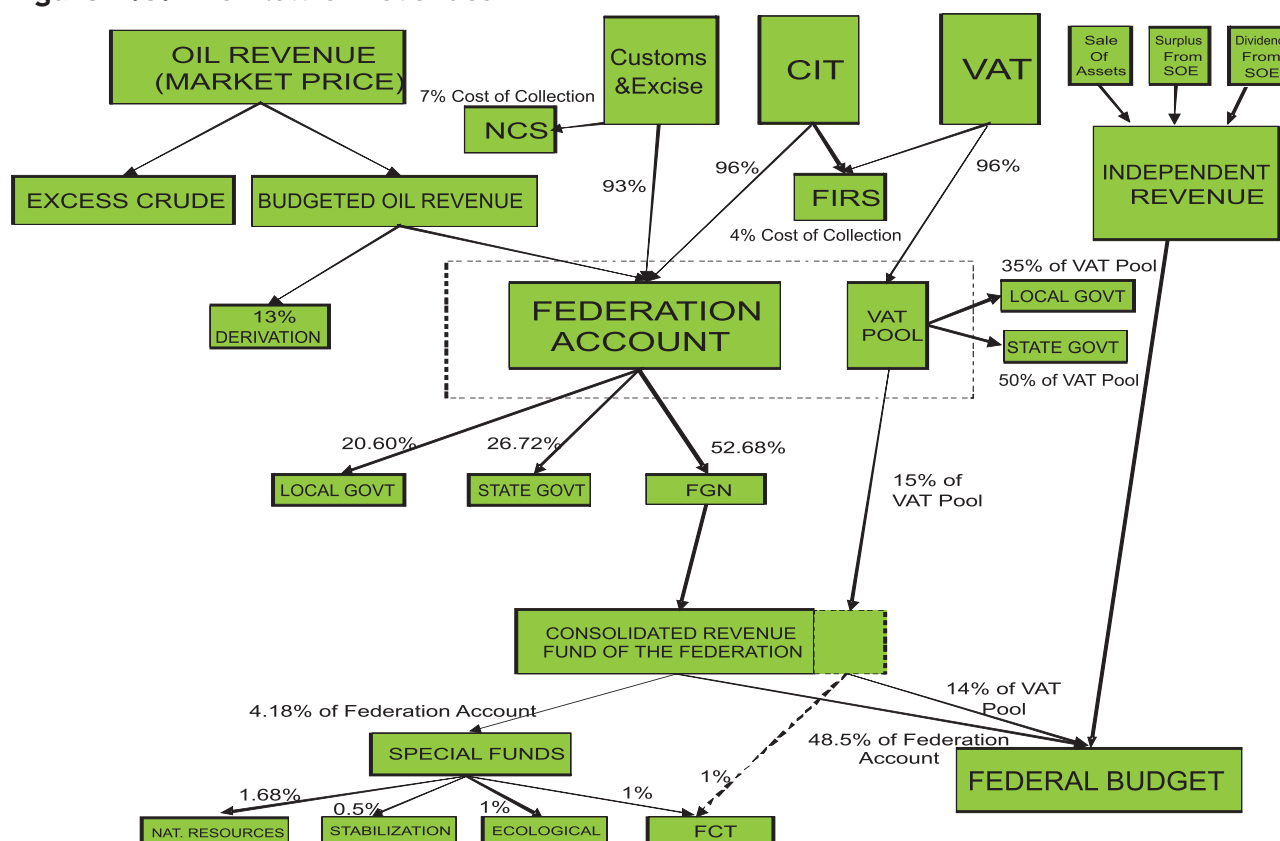 OIL REVENUE
(MARKET PRICE)
Customs
&Excise
CIT
VAT
Sale
Of
Assets
Surplus
From
SOE
Dividend
From
SOE
7% Cost of Collection
NCS
93%
96%
FIRS
4% Cost of Collection
96%
INDEPENDENT
REVENUE
EXCESS CRUDE
BUDGETED OIL REVENUE
13%
DERIVATION
FEDERATION
ACCOUNT
VAT
POOL
35% of VAT Pool
LOCAL GOVT
STATE GOVT
50% of VAT Pool
20.60%
26.72%
52.68%
LOCAL GOVT
STATE GOVT
FGN
15% of
VAT Pool
CONSOLIDATED REVENUE
FUND OF THE FEDERATION
4.18% of Federation Account
14% of VAT
Pool
48.5% of Federation
Account
SPECIAL FUNDS
FEDERAL BUDGET
1.68%
0.5%
1%
1%
1%
NAT. RESOURCES
STABILIZATION
ECOLOGICAL
FCT